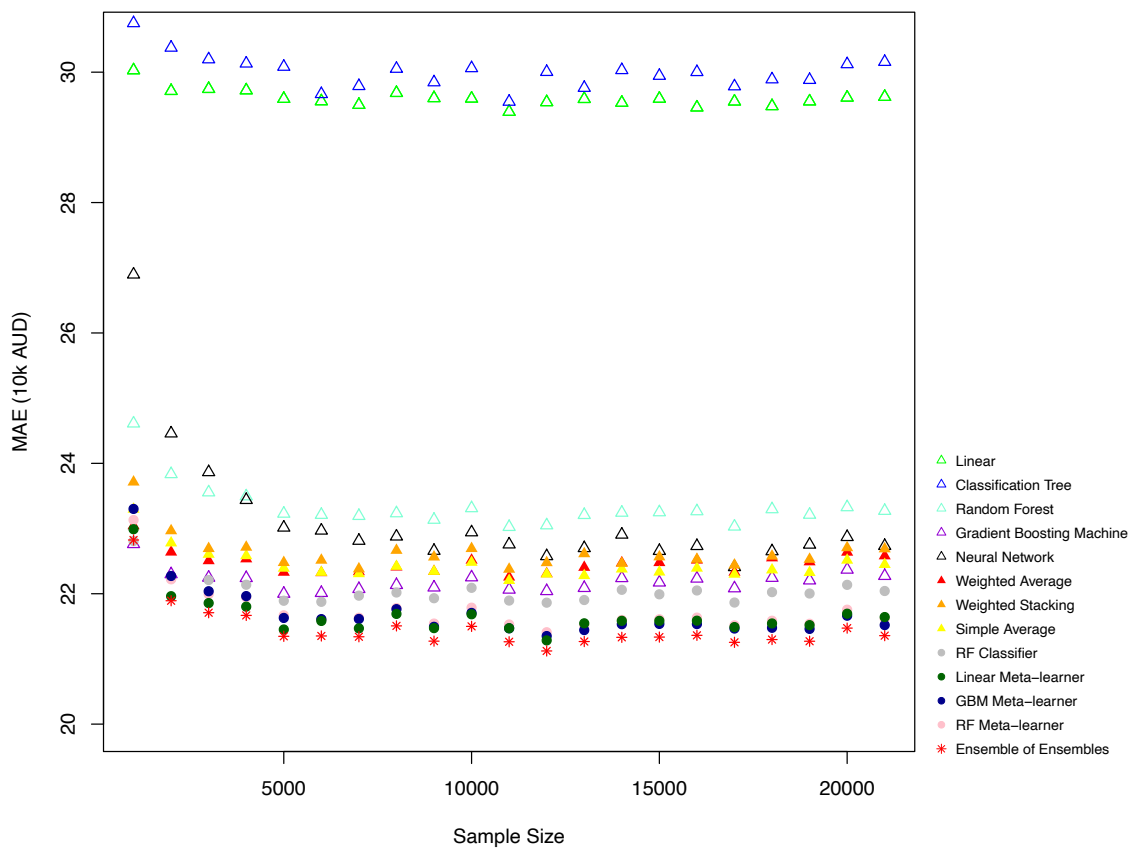 30
28
26
24
22
20
MAE (10k AUD)
5000
10000
15000
20000
Sample Size
Linear
Classification Tree
Random Forest
Gradient Boosting Machine
Neural Network
Weighted Average
Weighted Stacking
Simple Average
RF Classifier
Linear Meta−learner
GBM Meta−learner
RF Meta−learner
Ensemble of Ensembles